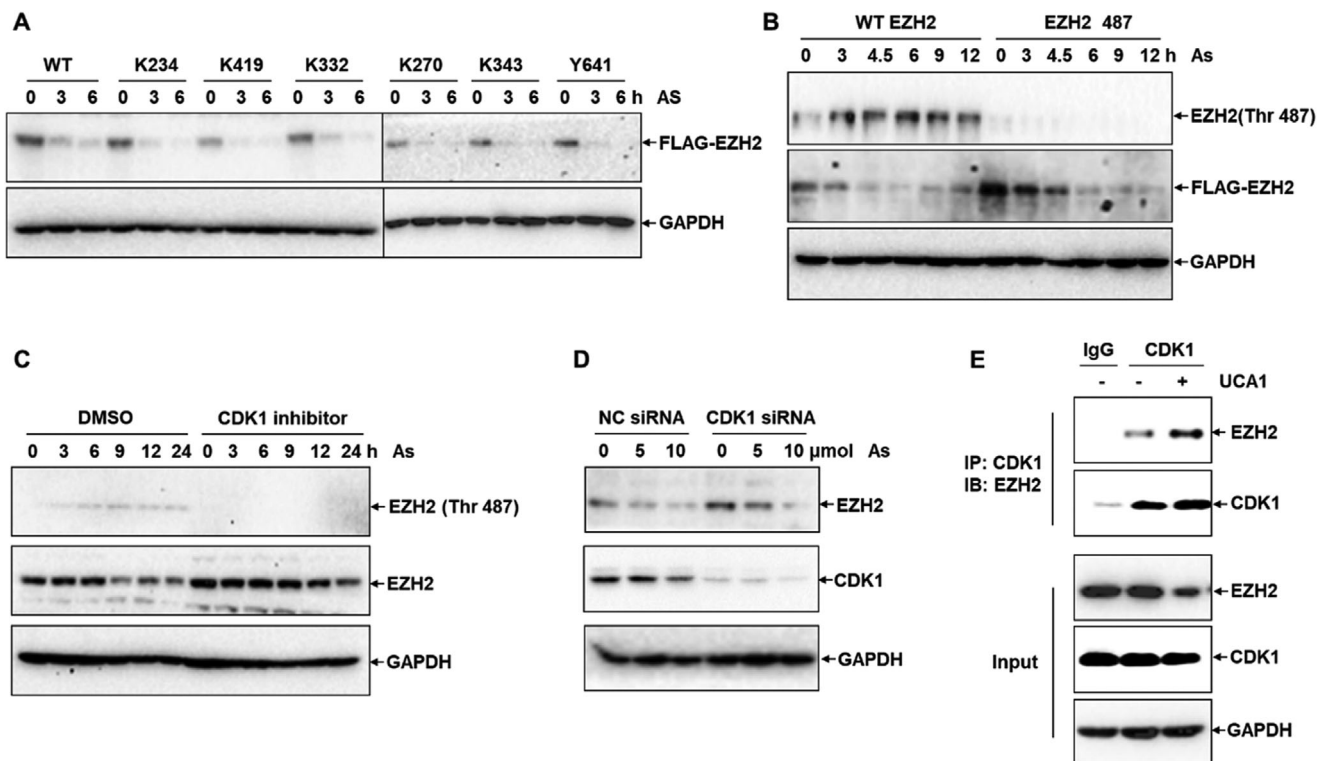 A
WT K234 K419 K332 K270 K343 Y641
0 3 6 0 3 6 0 3 6 0 3 6 0 3 6 0 3 6 0 3 6 h AS
FLAG-EZH2
GAPDH
B
WT EZH2 EZH2 487
0 3 4.5 6 9 12 0 3 4.5 6 9 12 h As
EZH2(Thr 487)
FLAG-EZH2
GAPDH
C
DMSO CDK1 inhibitor
0 3 6 9 12 24 0 3 6 9 12 24 h As
EZH2 (Thr 487)
EZH2
GAPDH
D
NC siRNA CDK1 siRNA
0 5 10 0 5 10 µmol As
EZH2
CDK1
GAPDH
E
IgG CDK1
- - + UCA1
IP: CDK1
IB: EZH2
EZH2
CDK1
Input
EZH2
CDK1
GAPDH